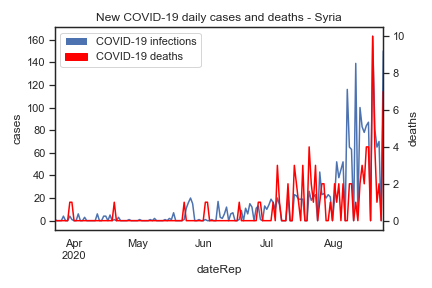 New COVID-19 daily cases and deaths - Syria
COVID-19 infections
COVID-19 deaths
cases
160
140
120
100
80
60
40
20
0
deaths
10
8
6
4
2
0
Apr
2020
May
Jun
Jul
Aug
dateRep